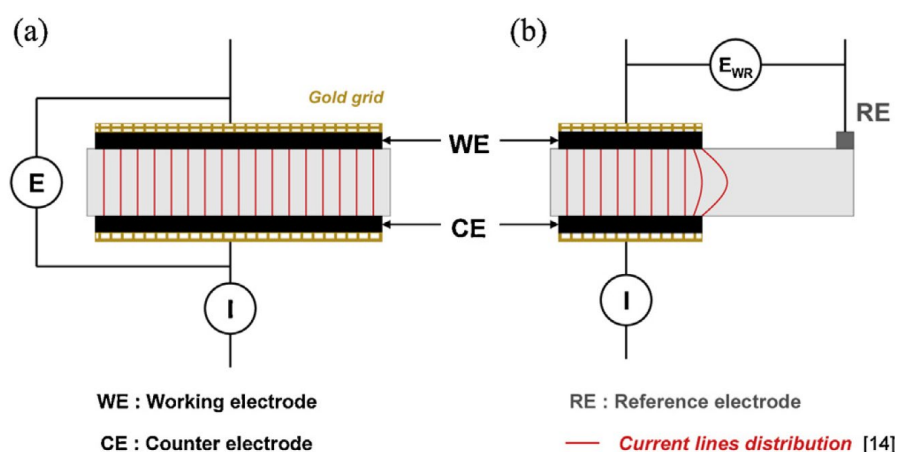 (a)
(b)
Gold grid
E_WR
RE
WE
E
CE
I
I
WE : Working electrode
RE : Reference electrode
CE : Counter electrode
Current lines distribution [14]